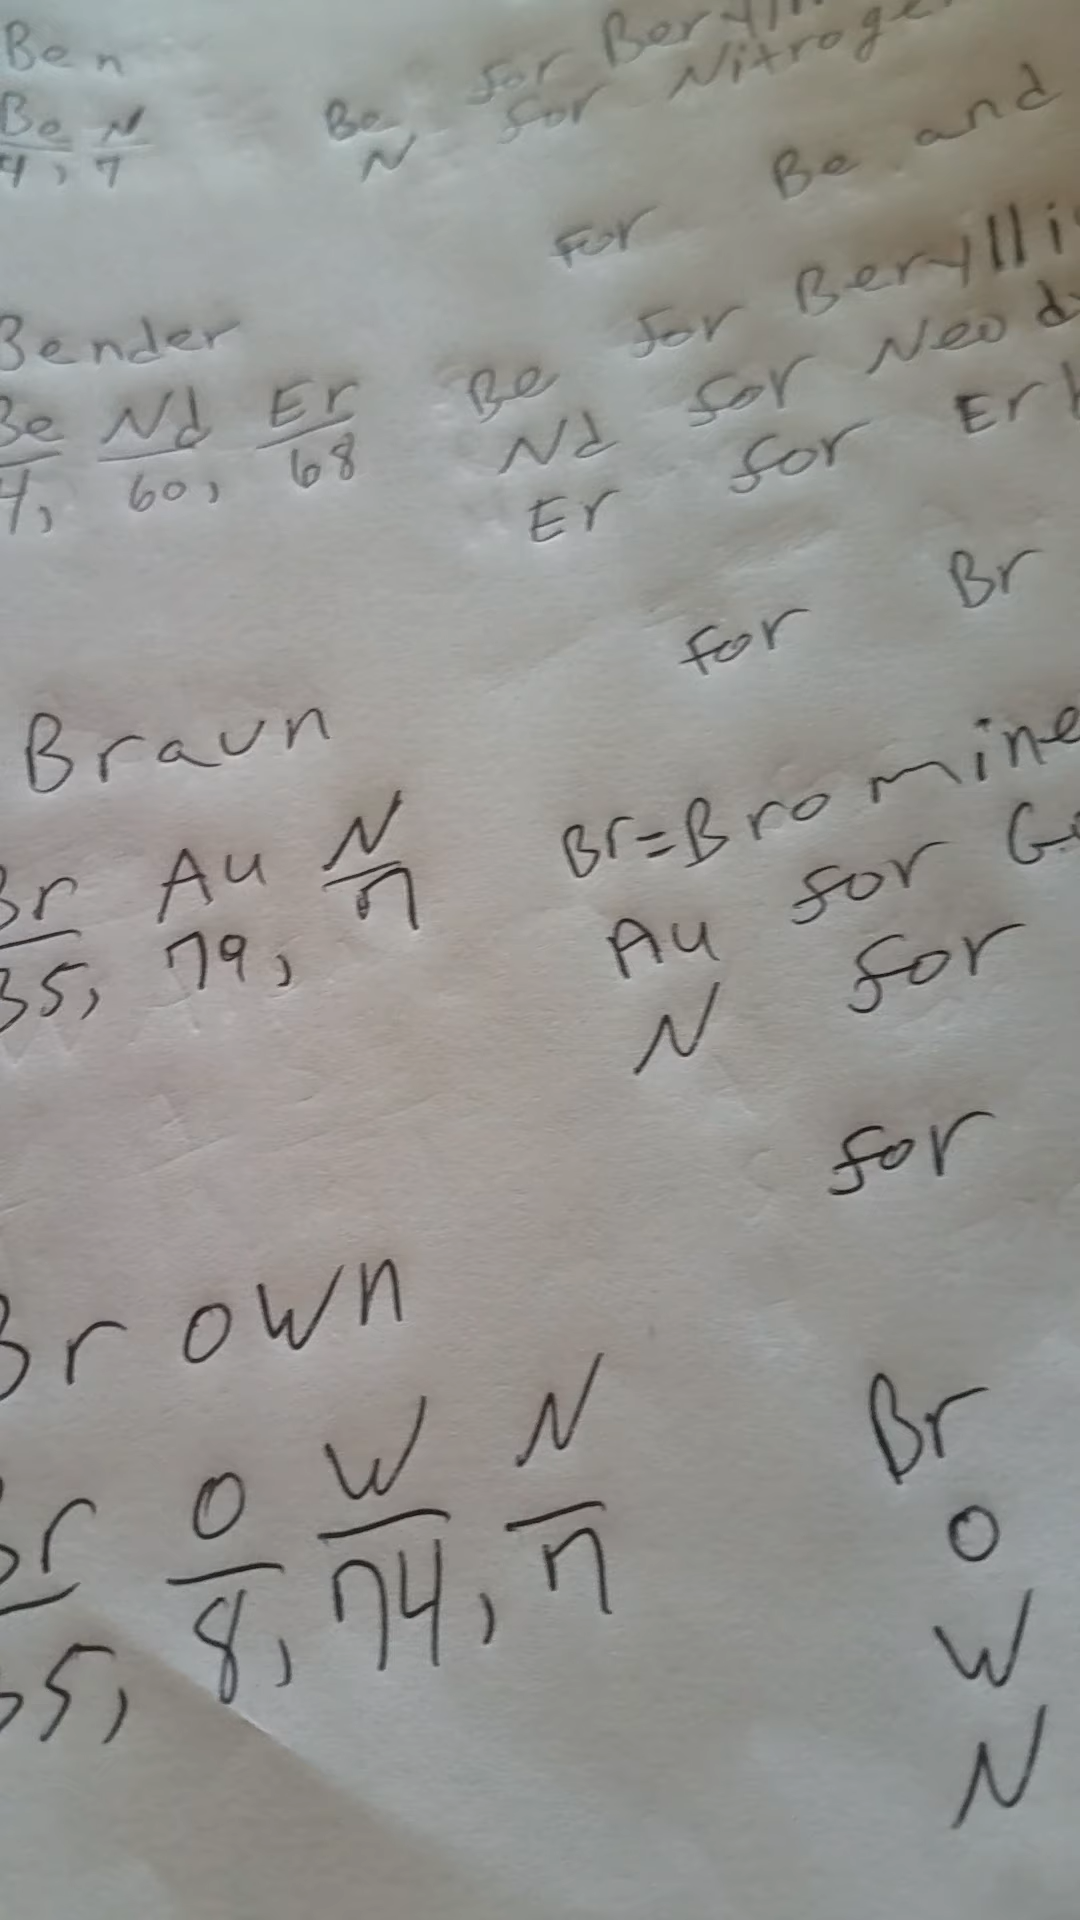 Ben
Be N
4, 7
Be, for
N for Nitroge
For Be and
Bender
Be Nd Er
4, 60, 68
Be for Berylli
Nd for Neod
Er for Er
for Br
Braun
Br Au N
35, 79, 7
Br=Bromine
Au for G
N for
for
Brown
Br O W N
35, 8, 74, 7
Br
O
W
N